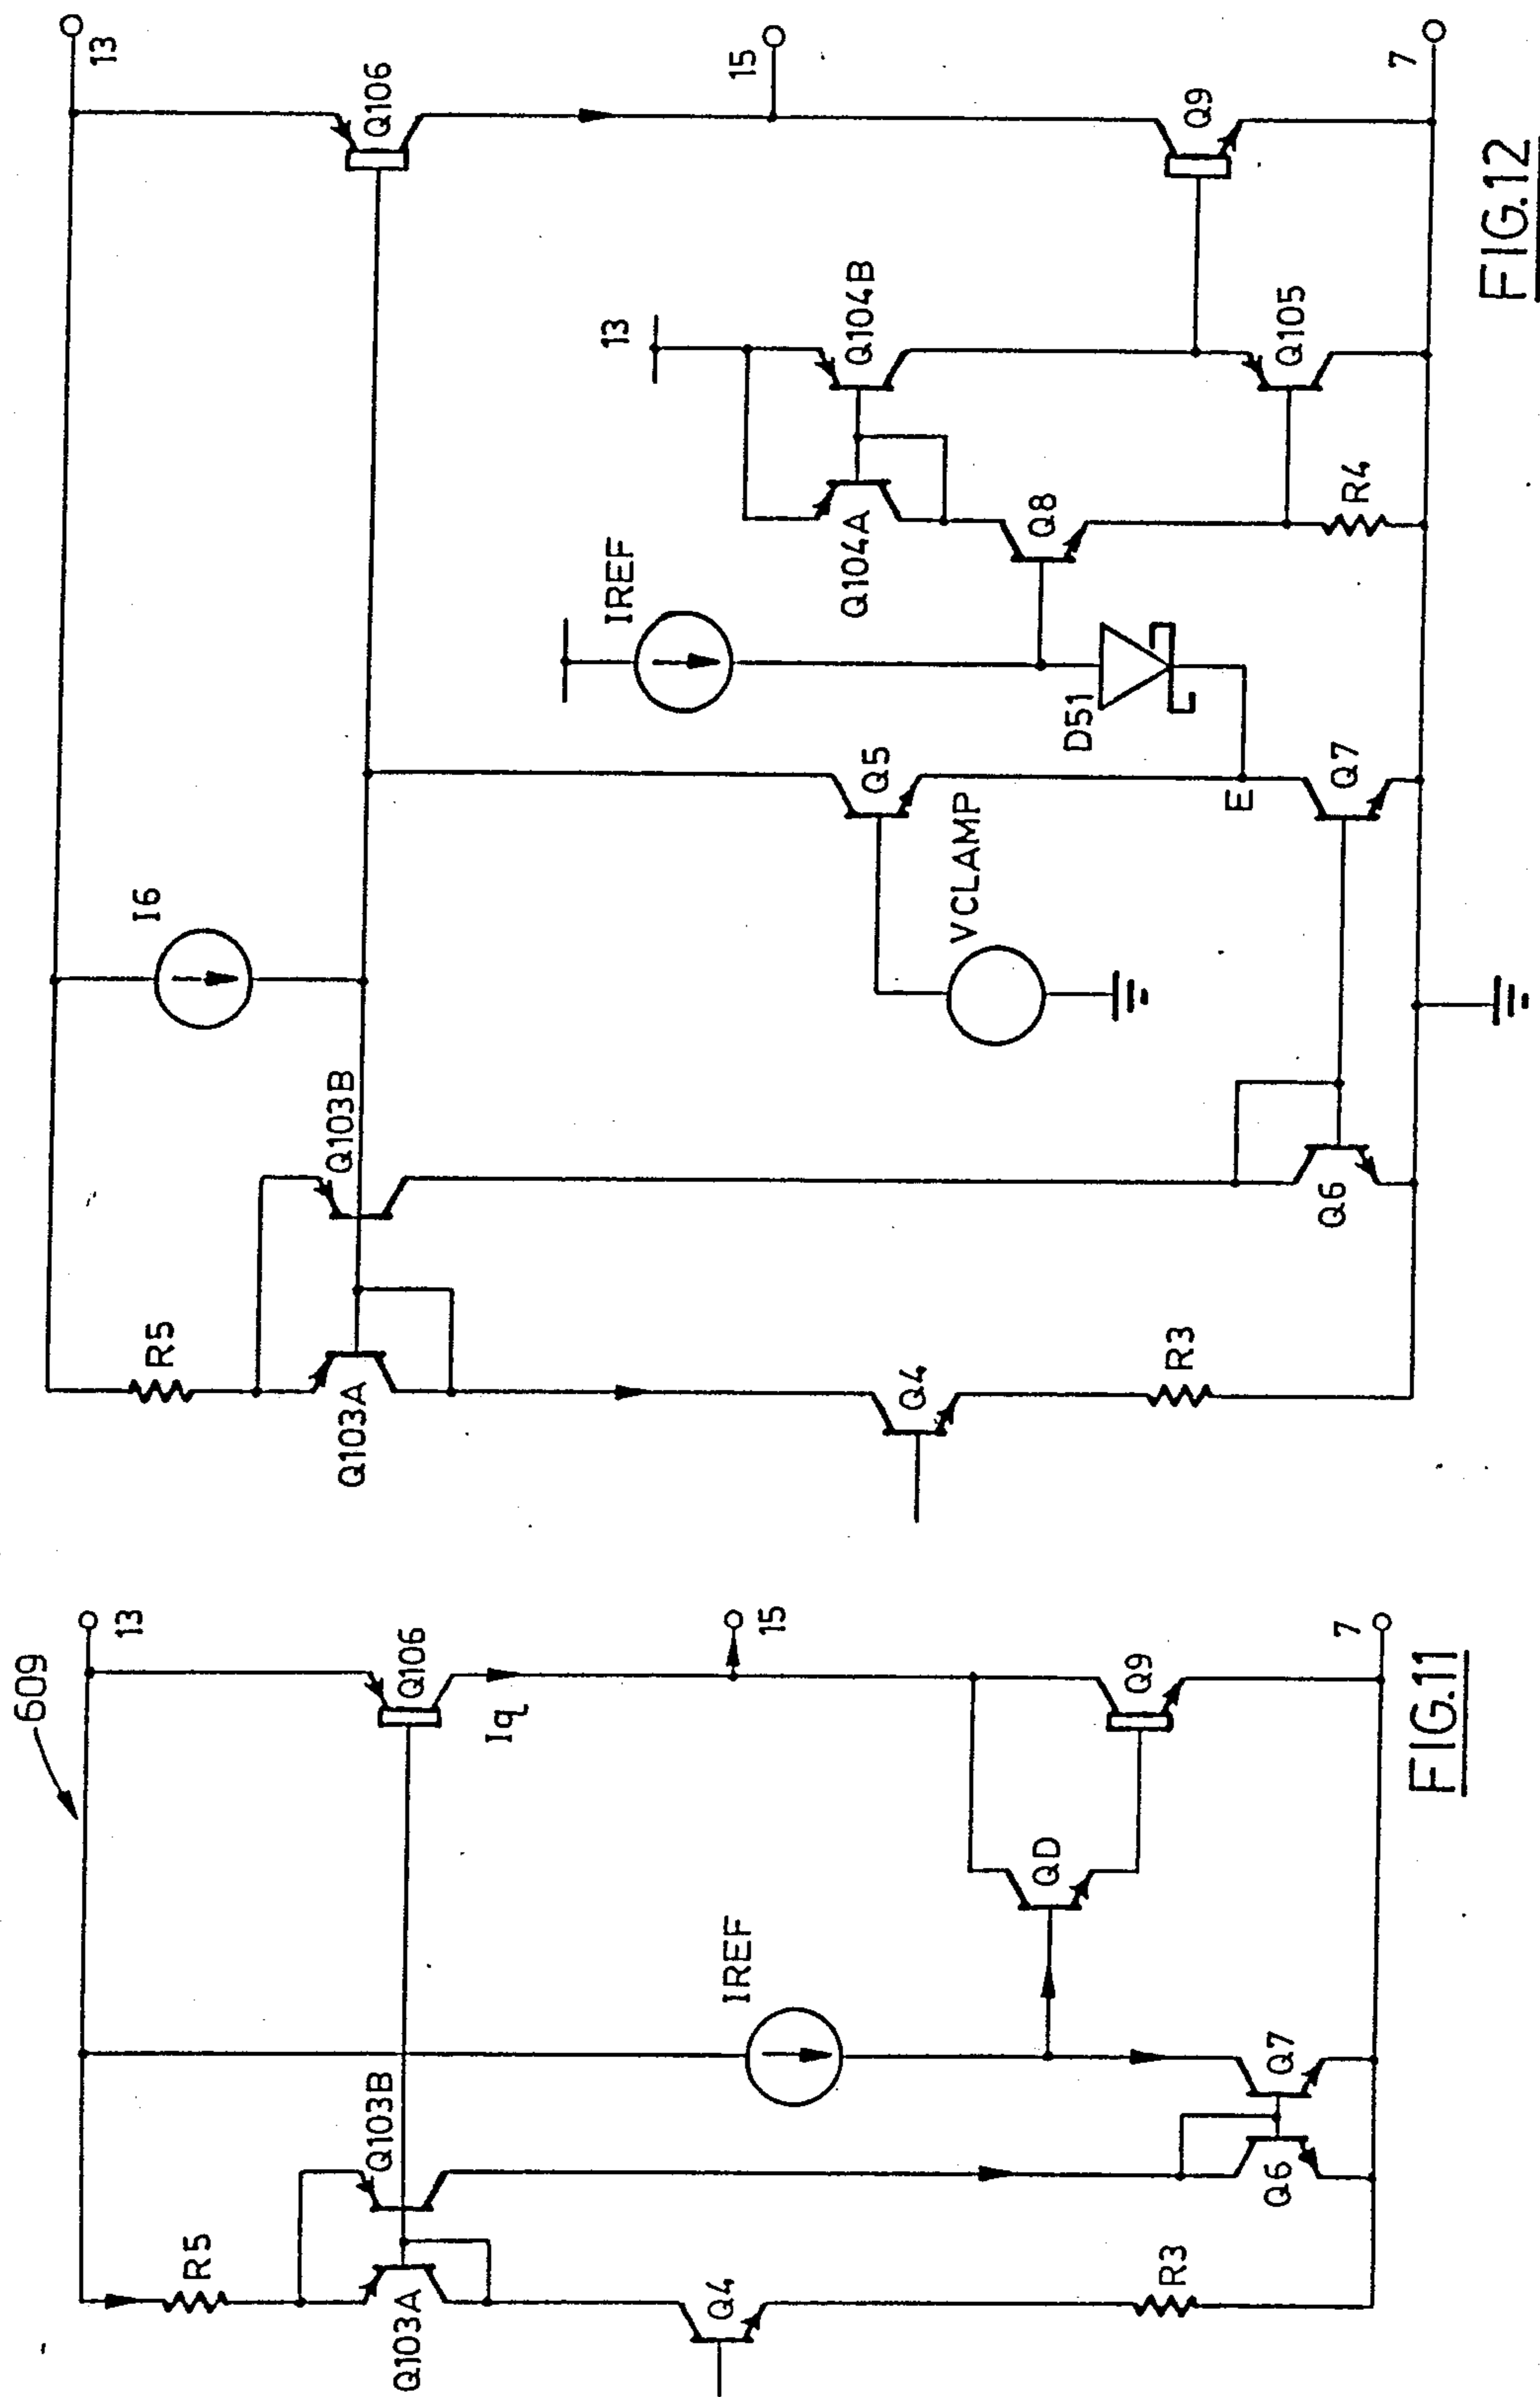 609
13
R5
Q103A
Q103B
Q106
Iq
IREF
15
Q4
QD
Q9
R3
Q6
Q7
7
FIG.11
13
I6
R5
Q103A
Q103B
Q106
13
IREF
15
Q104A
Q104B
Q4
Q5
Q8
VCLAMP
D51
Q9
E
Q105
R3
Q6
Q7
R4
7
FIG.12